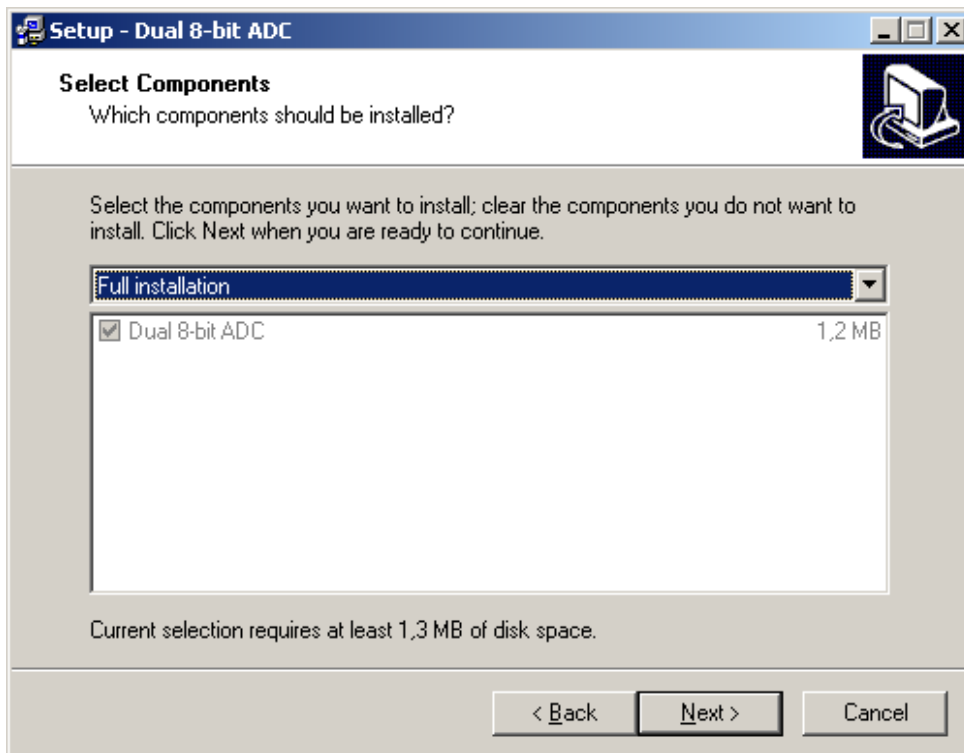 Setup - Dual 8-bit ADC
Select Components
Which components should be installed?
Select the components you want to install; clear the components you do not want to
install. Click Next when you are ready to continue.
Full installation
Dual 8-bit ADC 1,2 MB
Current selection requires at least 1,3 MB of disk space.
< Back Next > Cancel